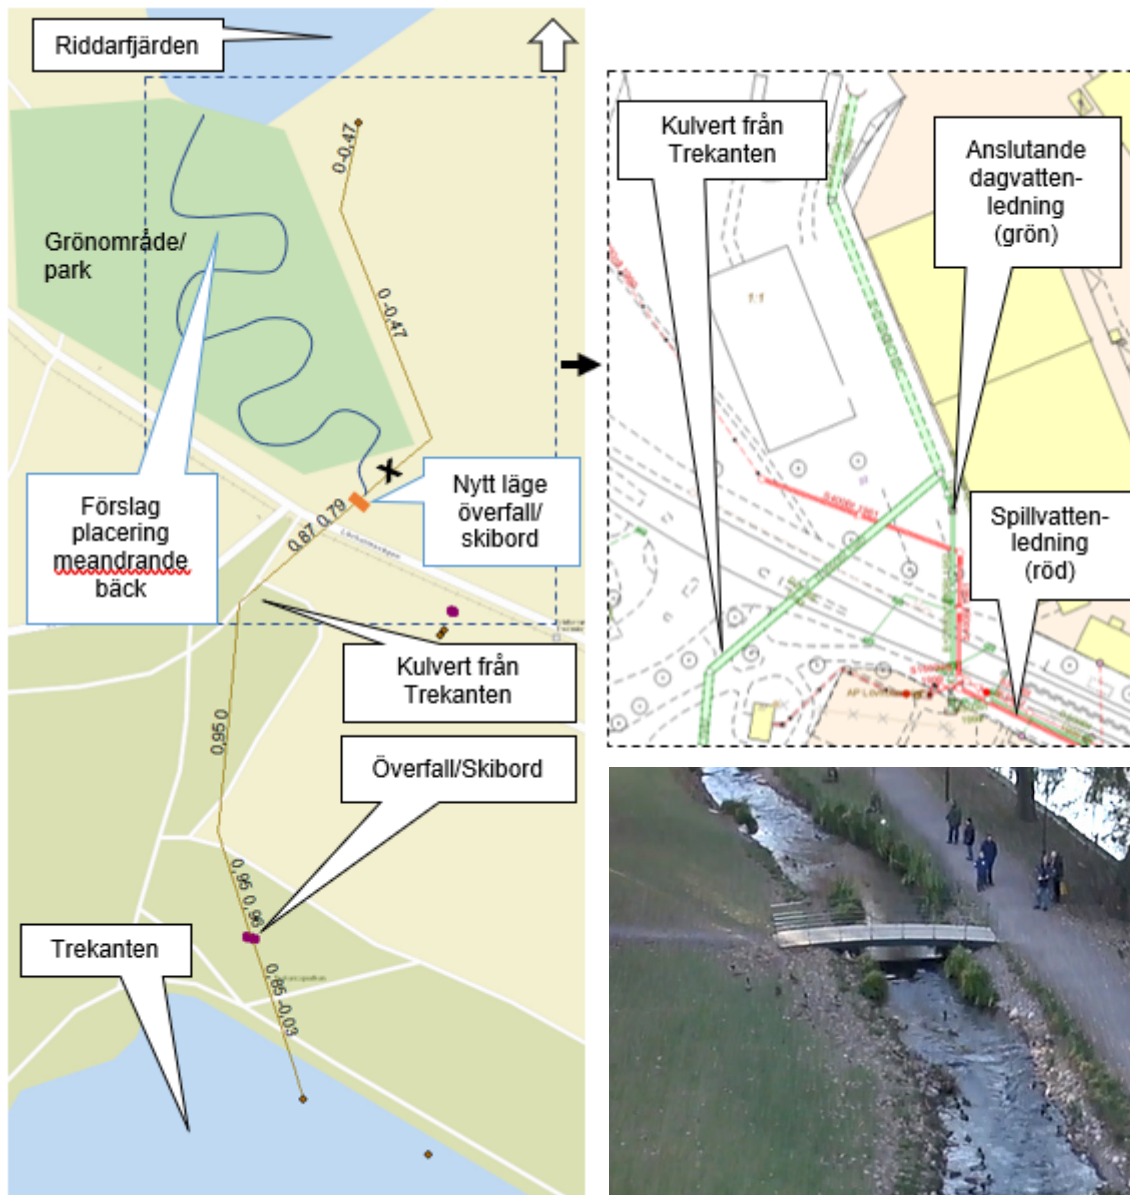 Riddarfjärden
0 -0,47
Grönområde/
park
0 -0,47
Förslag
placering
meandrande
bäck
Nytt läge
överfall/
skibord
0,87 0,79
Kulvert från
Trekanten
0,95 0
Överfall/Skibord
0,95 0,96
Trekanten
0,85 -0,03
Kulvert från
Trekanten
Anslutande
dagvatten-
ledning
(grön)
Spillvatten-
ledning
(röd)